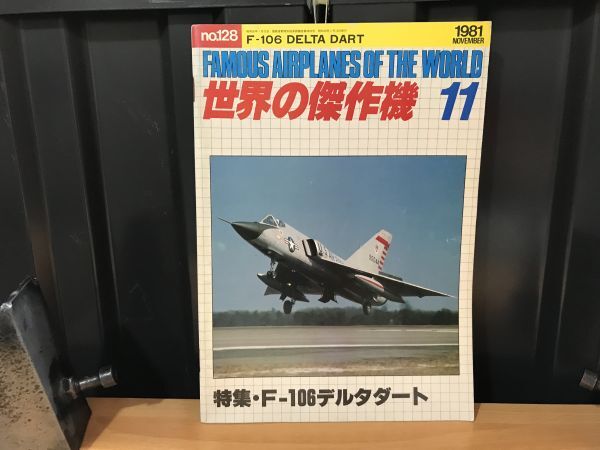 no.128
F-106 DELTA DART
1981
NOVEMBER
FAMOUS AIRPLANES OF THE WORLD
世界の傑作機 11
特集・F-106デルタダート